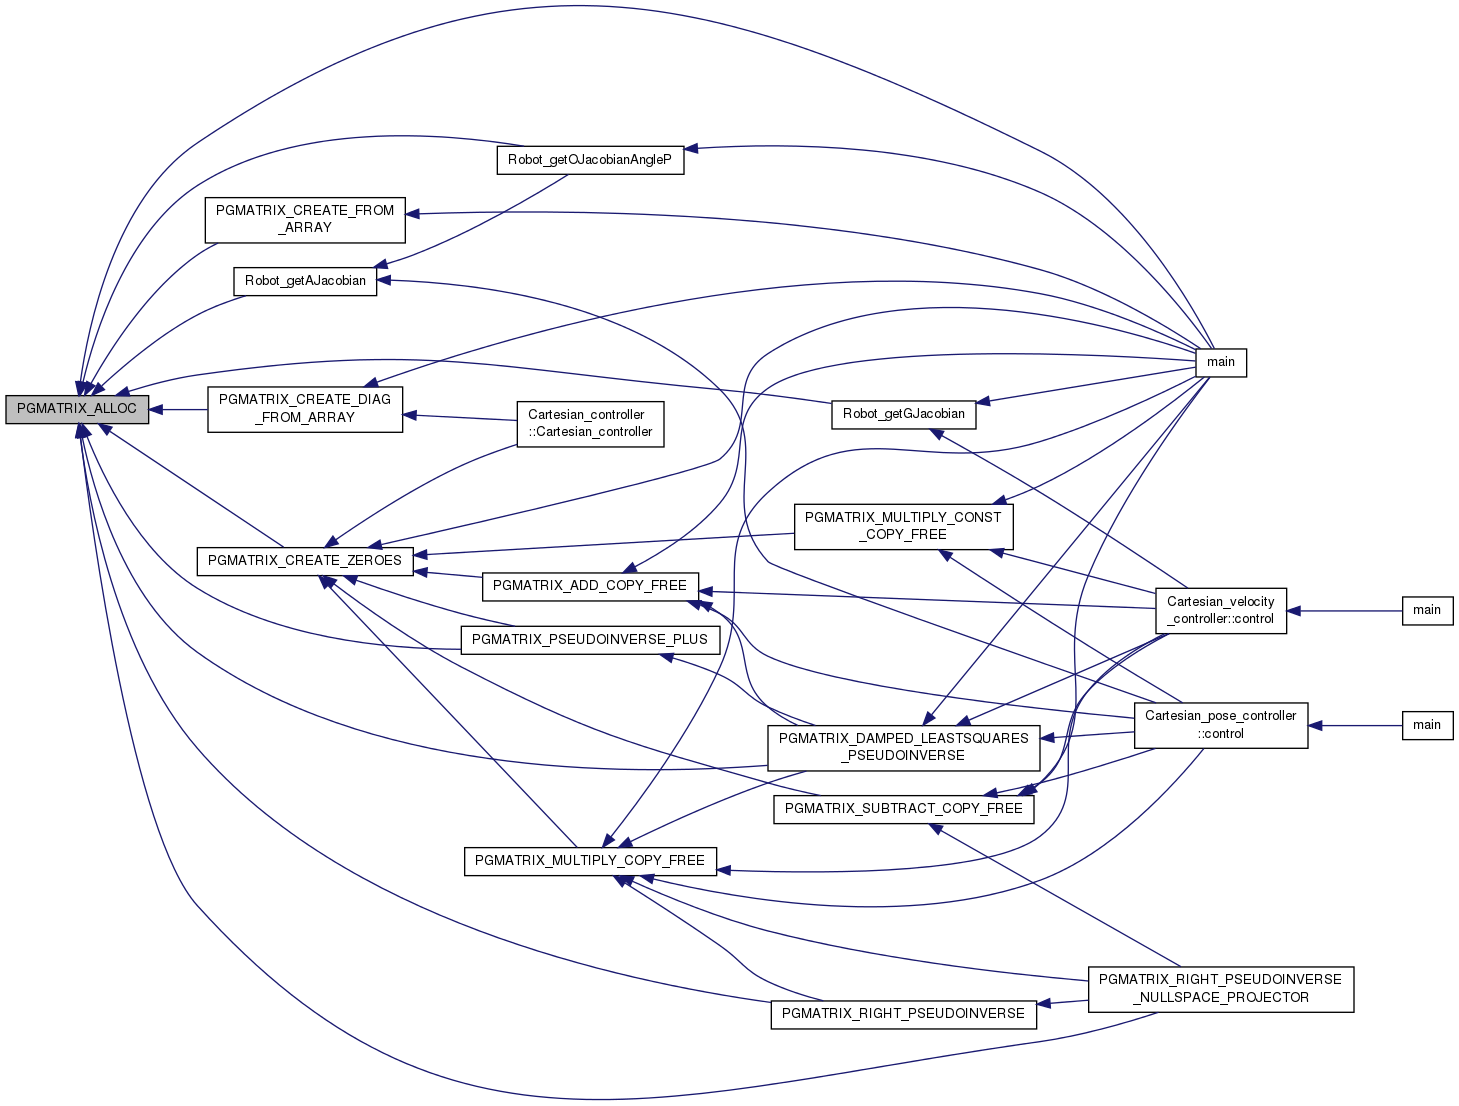 Robot_getOJacobianAngleP
PGMATRIX_CREATE_FROM
_ARRAY
Robot_getAJacobian
main
PGMATRIX_ALLOC
PGMATRIX_CREATE_DIAG
_FROM_ARRAY
Cartesian_controller
::Cartesian_controller
Robot_getGJacobian
PGMATRIX_MULTIPLY_CONST
_COPY_FREE
PGMATRIX_CREATE_ZEROES
PGMATRIX_ADD_COPY_FREE
Cartesian_velocity
_controller::control
main
PGMATRIX_PSEUDOINVERSE_PLUS
Cartesian_pose_controller
::control
main
PGMATRIX_DAMPED_LEASTSQUARES
_PSEUDOINVERSE
PGMATRIX_SUBTRACT_COPY_FREE
PGMATRIX_MULTIPLY_COPY_FREE
PGMATRIX_RIGHT_PSEUDOINVERSE
_NULLSPACE_PROJECTOR
PGMATRIX_RIGHT_PSEUDOINVERSE